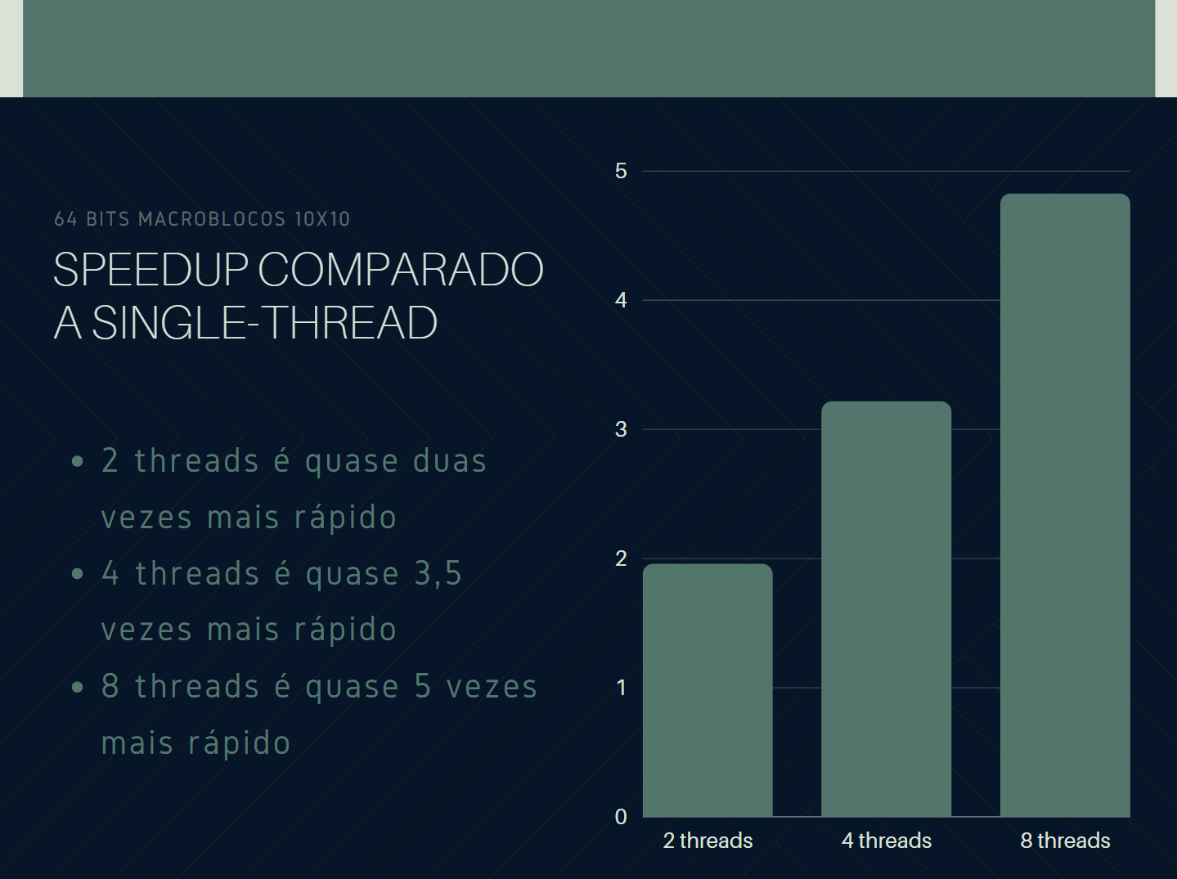 64 BITS MACROBLOCOS 10X10
SPEEDUP COMPARADO
A SINGLE-THREAD
• 2 threads é quase duas
vezes mais rápido
• 4 threads é quase 3,5
vezes mais rápido
• 8 threads é quase 5 vezes
mais rápido
5
4
3
2
1
0
2 threads 4 threads 8 threads